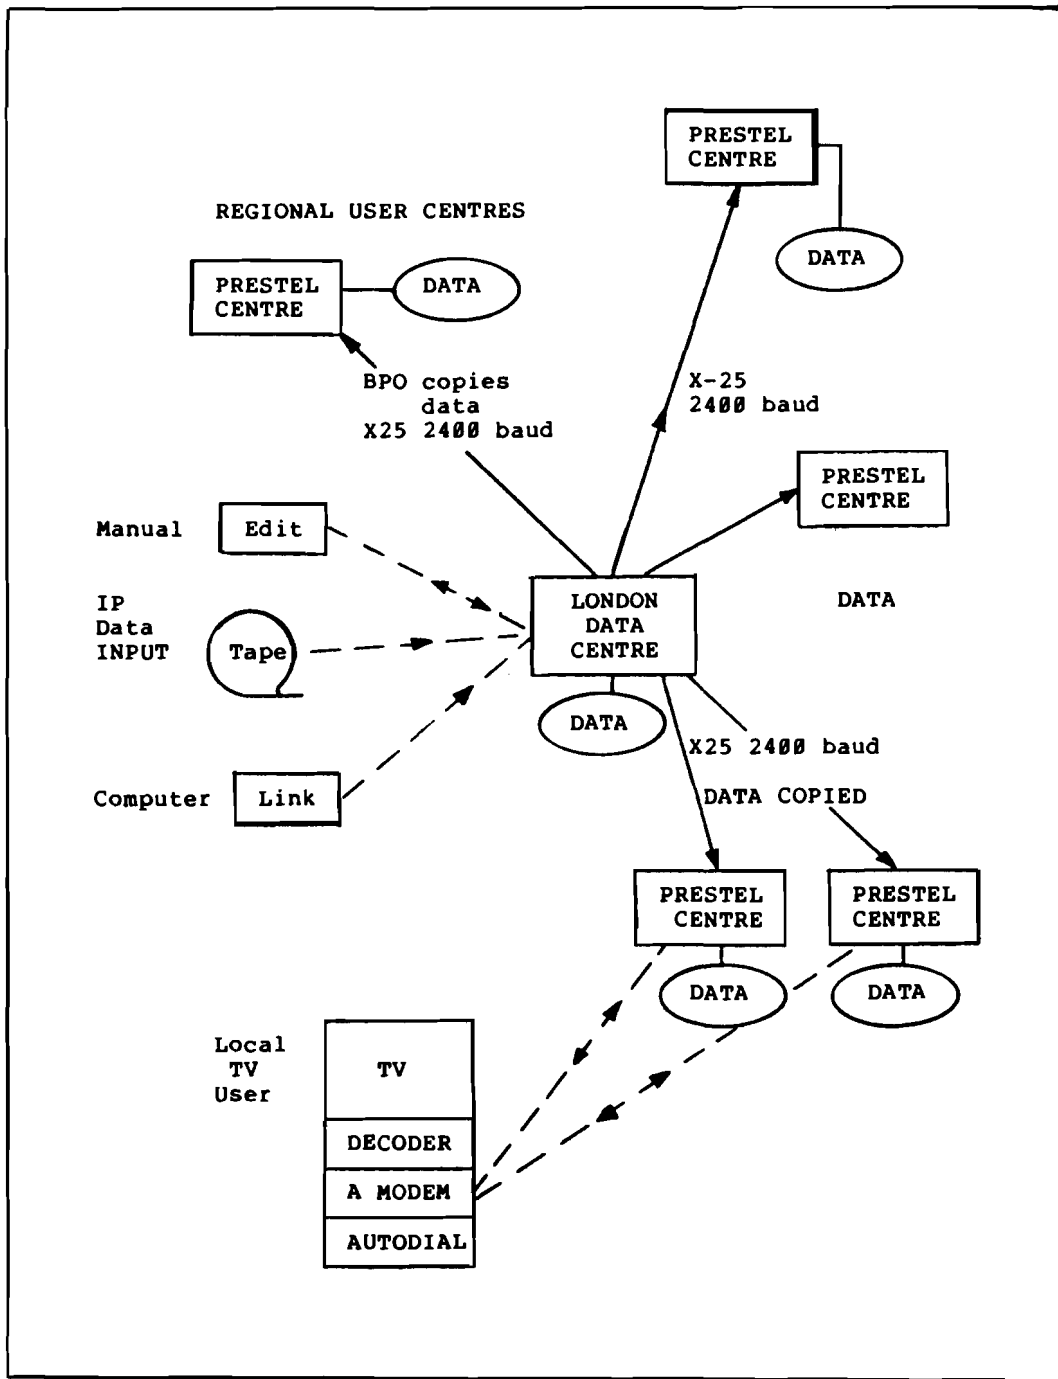 PRESTEL
CENTRE
DATA
REGIONAL USER CENTRES
PRESTEL
CENTRE
DATA
BPO copies
data
X25 2400 baud
X-25
2400 baud
PRESTEL
CENTRE
DATA
Manual
Edit
IP
Data
INPUT
Tape
LONDON
DATA
CENTRE
DATA
Computer
Link
X25 2400 baud
DATA COPIED
PRESTEL
CENTRE
DATA
PRESTEL
CENTRE
DATA
Local
TV
User
TV
DECODER
A MODEM
AUTODIAL